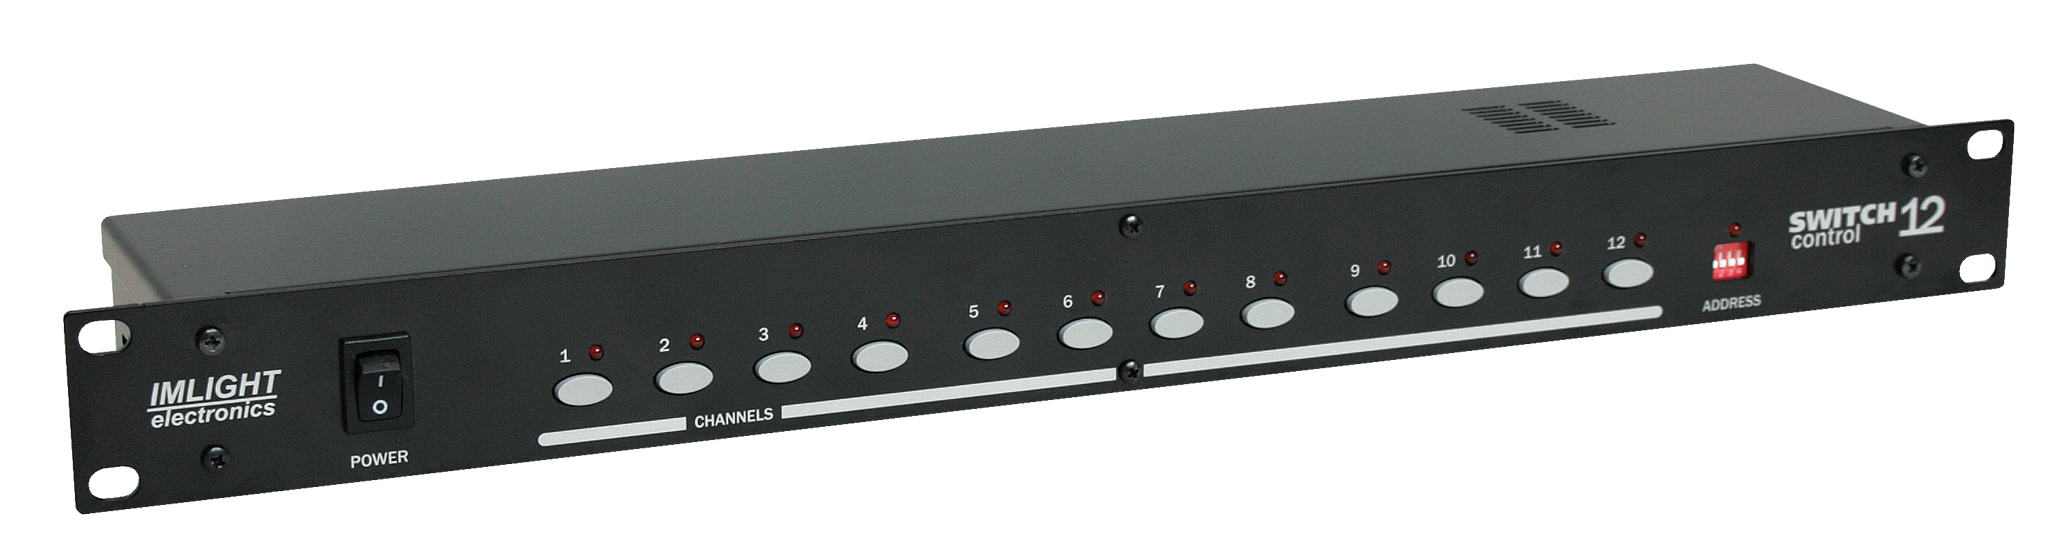 IMLIGHT
electronics
I
O
POWER
1 2 3 4 5 6 7 8 9 10 11 12
CHANNELS
ADDRESS
SWITCH 12
control